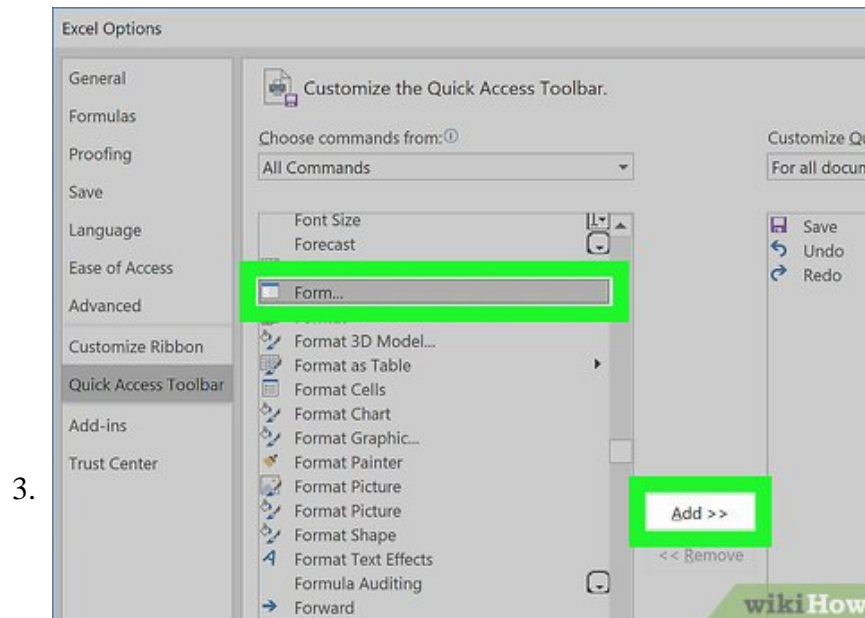 Excel Options
General
Formulas
Proofing
Save
Language
Ease of Access
Advanced
Customize Ribbon
Quick Access Toolbar
Add-ins
Trust Center
Customize the Quick Access Toolbar.
Choose commands from:
All Commands
Font Size
Forecast
Form...
Format 3D Model...
Format as Table
Format Cells
Format Chart
Format Graphic...
Format Painter
Format Picture
Format Picture
Format Shape
Format Text Effects
Formula Auditing
Forward
Add >>
<< Remove
Customize Qu
For all docum
Save
Undo
Redo
3.
wikiHow